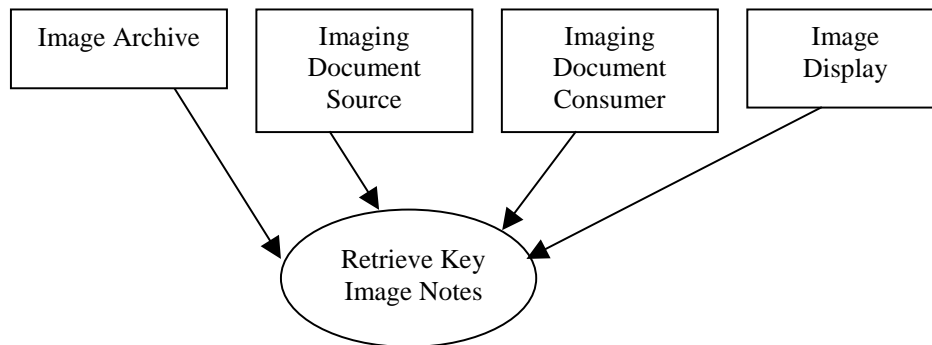 Image Archive
Imaging
Document
Source
Imaging
Document
Consumer
Image
Display
Retrieve Key
Image Notes